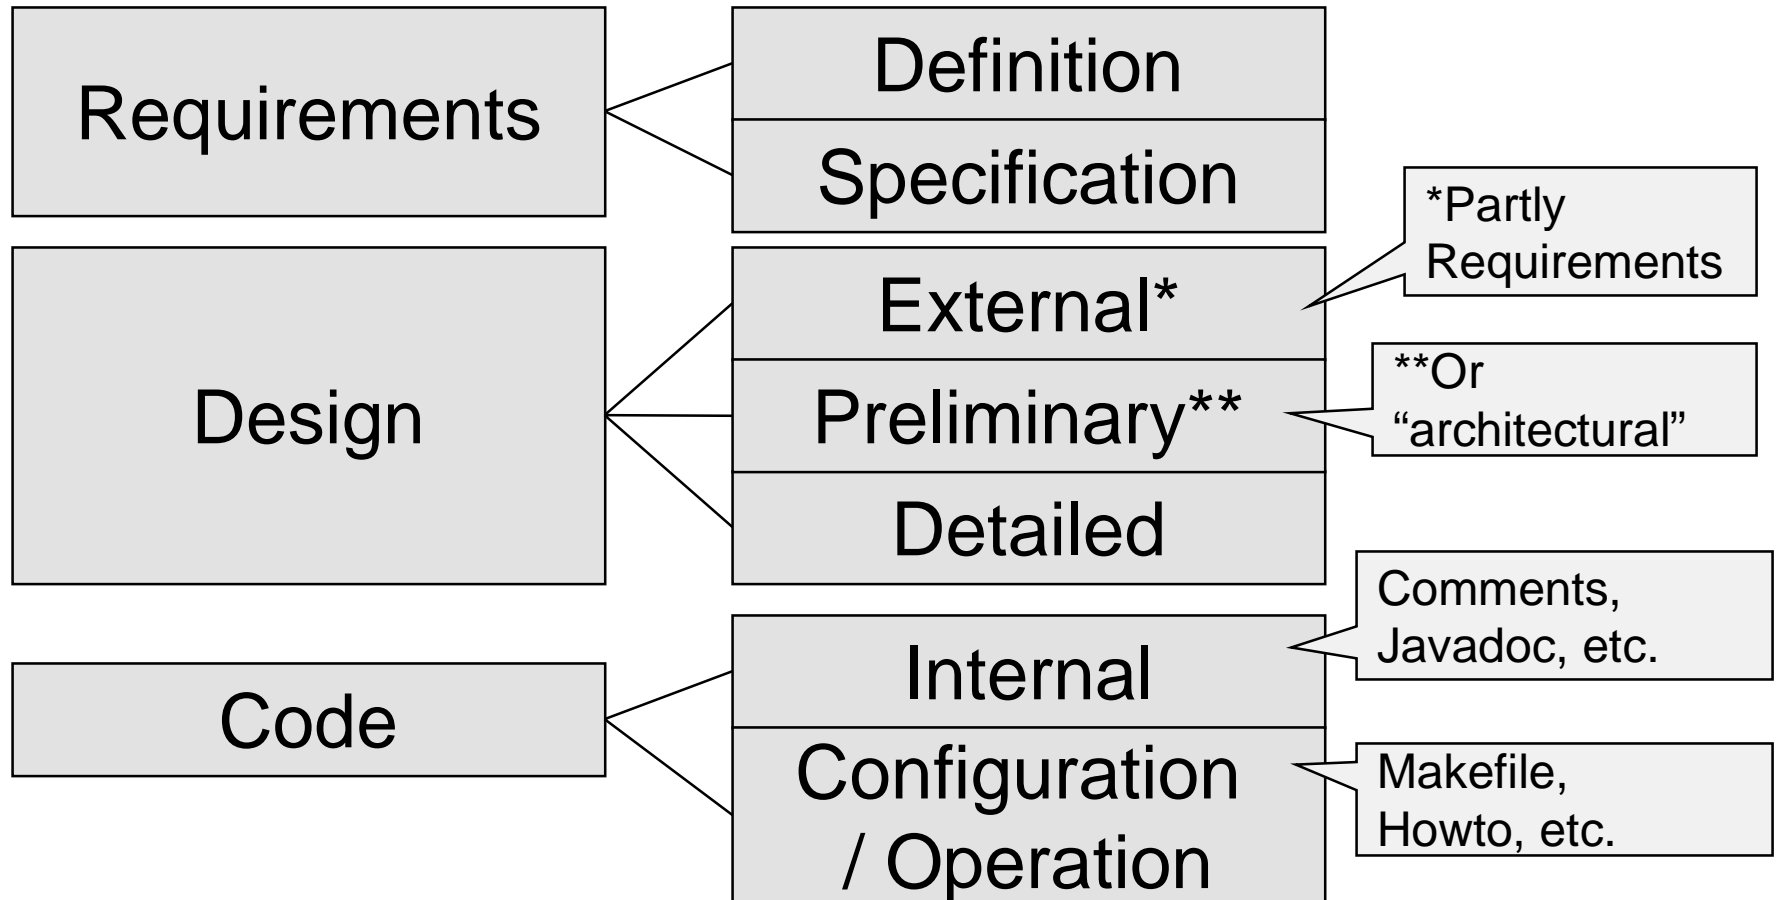 Requirements
Definition
Specification
*Partly
Requirements
Design
External*
Preliminary**
Detailed
**Or
“architectural”
Code
Internal
Configuration
/ Operation
Comments,
Javadoc, etc.
Makefile,
Howto, etc.